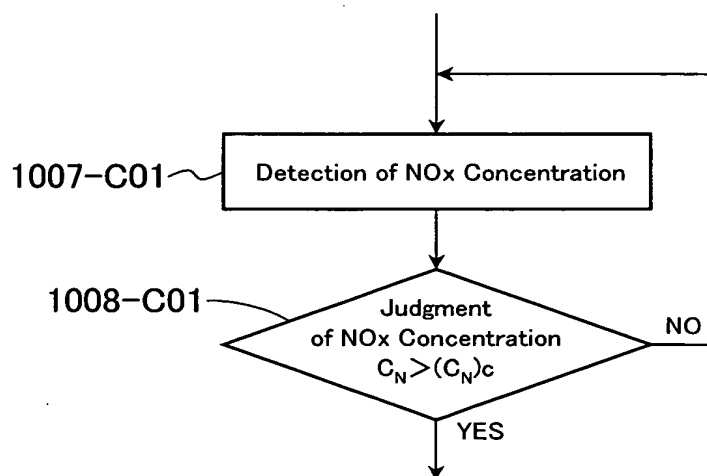 1007-C01
Detection of NOx Concentration
1008-C01
Judgment
of NOx Concentration
C_N>(C_N)c
NO
YES